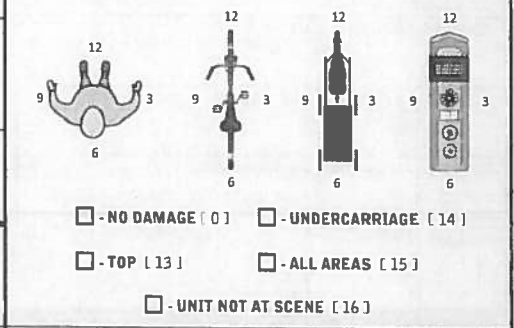 12 12 12 12
9 3 9 3 9 3 9 3
6 6 6 6
- NO DAMAGE [ 0 ] - UNDERCARRIAGE [ 14 ]
- TOP [ 13 ] - ALL AREAS [ 15 ]
- UNIT NOT AT SCENE [ 16 ]